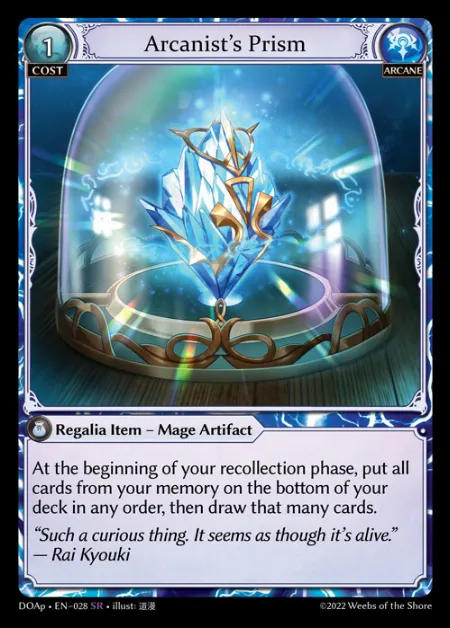 1
Arcanist's Prism
COST
ARCANE
Regalia Item – Mage Artifact
At the beginning of your recollection phase, put all
cards from your memory on the bottom of your
deck in any order, then draw that many cards.
“Such a curious thing. It seems as though it's alive.”
— Rai Kyouki
DOAp • EN-028 SR • illust: 道漫
©2022 Weebs of the Shore